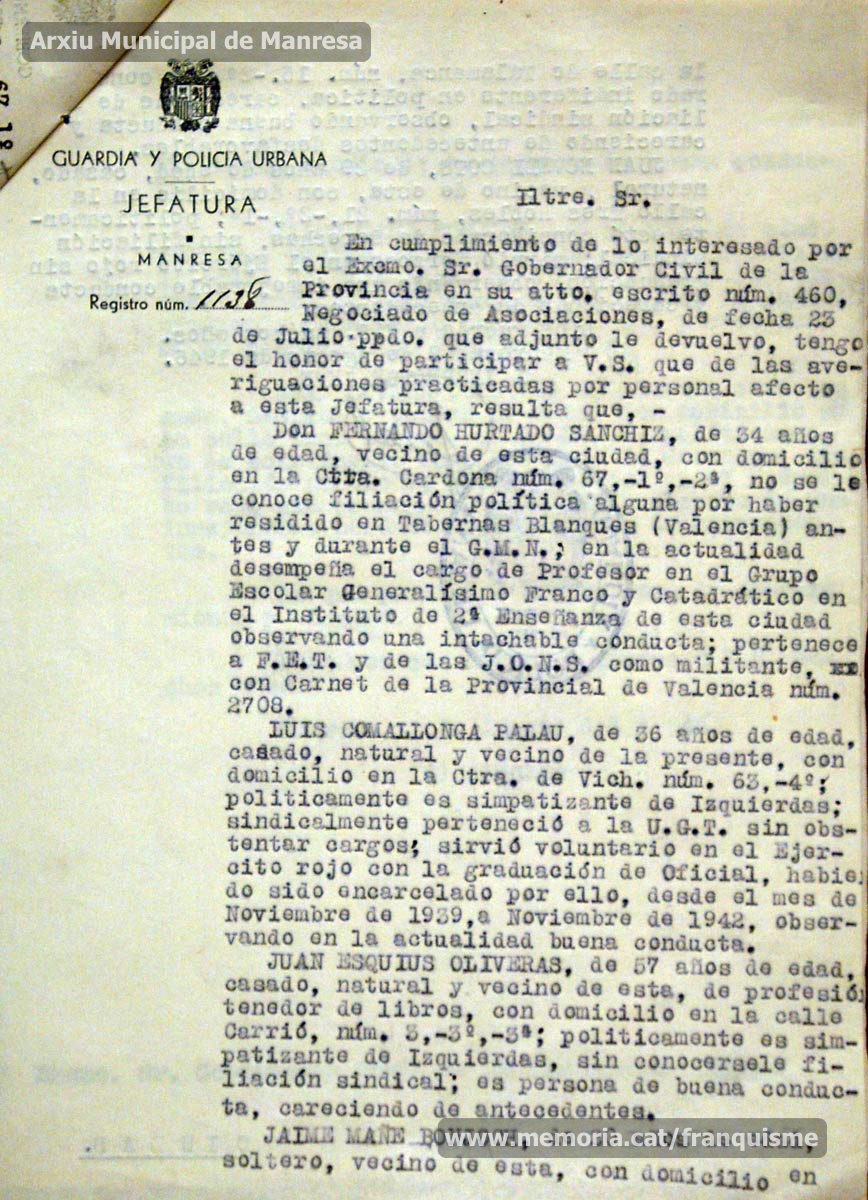 Arxiu Municipal de Manresa
GUARDIA Y POLICIA URBANA
JEFATURA
MANRESA
Registro núm. 1138
Iltre. Sr.
En cumplimiento de lo interesado por
el Excmo. Sr. Gobernador Civil de la
Provincia en su atto. escrito núm. 460,
Negociado de Asociaciones, de fecha 23
de Julio ppdo. que adjunto le devuelvo, tengo
el honor de participar a V.S. que de las ave-
riguaciones practicadas por personal afecto
a esta Jefatura, resulta que, -
Don FERNANDO HURTADO SANCHIZ, de 34 años
de edad, vecino de esta ciudad, con domicilio
en la Ctta. Cardona núm. 67,-1º,-2ª, no se le
conoce filiación política alguna por haber
residido en Tabernas Blanques (Valencia) an-
tes y durante el G.M.N.; en la actualidad
desempeña el cargo de Profesor en el Grupo
Escolar Generalísimo Franco y Catadrático en
el Instituto de 2ª Enseñanza de esta ciudad
observando una intachable conducta; pertenece
a F.E.T. y de las J.O.N.S. como militante,
con Carnet de la Provincial de Valencia núm.
2708.
LUIS COMALLONGA PALAU, de 36 años de edad,
casado, natural y vecino de la presente, con
domicilio en la Ctra. de Vich. núm. 63,-4º;
politicamente es simpatizante de Izquierdas;
sindicalmente perteneció a la U.G.T. sin obs-
tentar cargos; sirvió voluntario en el Ejer-
cito rojo con la graduación de Oficial, habien
do sido encarcelado por ello, desde el mes de
Noviembre de 1939,a Noviembre de 1942, obser-
vando en la actualidad buena conducta.
JUAN ESQUIUS OLIVERAS, de 57 años de edad,
casado, natural y vecino de esta, de profesió
tenedor de libros, con domicilio en la calle
Carrió, núm. 3,-3º,-3ª; politicamente es sim-
patizante de Izquierdas, sin conocersele fi-
liación sindical; es persona de buena conduc-
ta, careciendo de antecedentes.
JAIME MAÑE
www.memoria.cat/franquisme
soltero, vecino de esta, con domicilio en